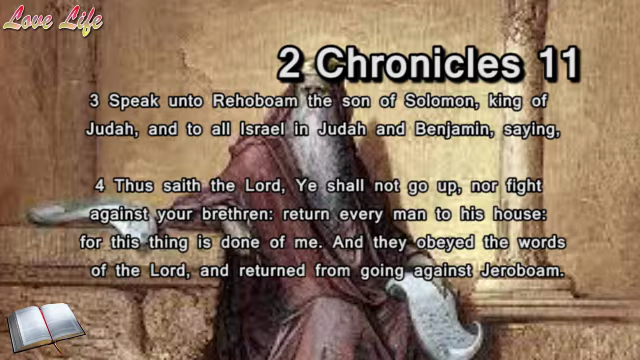 Love Life
2 Chronicles 11
3 Speak unto Rehoboam the son of Solomon, king of
Judah, and to all Israel in Judah and Benjamin, saying,
4 Thus saith the Lord, Ye shall not go up, nor fight
against your brethren: return every man to his house:
for this thing is done of me. And they obeyed the words
of the Lord, and returned from going against Jeroboam.